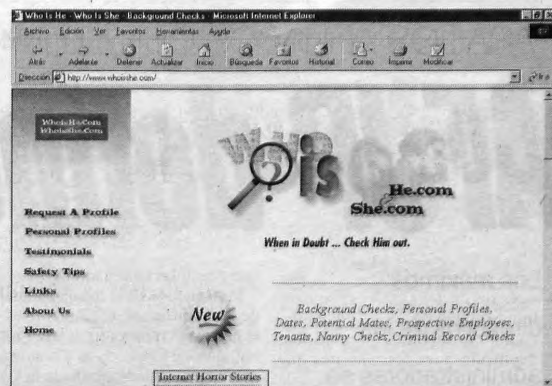 Who Is He - Who Is She - Background Checks - Microsoft Internet Explorer
Archivo Edición Ver Favoritos Herramientas Ayuda
Atrás Adelante Detener Actualizar Inicio Búsqueda Favoritos Historial Correo Imprimir Modificar
Dirección http://www.whoisshe.com/ Ir a
WhoisHe.Com
WhoisShe.Com
WHO
?
is
He.com
She.com
When in Doubt ... Check Him out.
Request A Profile
Personal Profiles
Testimonials
Safety Tips
Links
About Us
Home
New
Background Checks, Personal Profiles,
Dates, Potential Mates, Prospective Employees,
Tenants, Nanny Checks, Criminal Record Checks
Internet Horror Stories